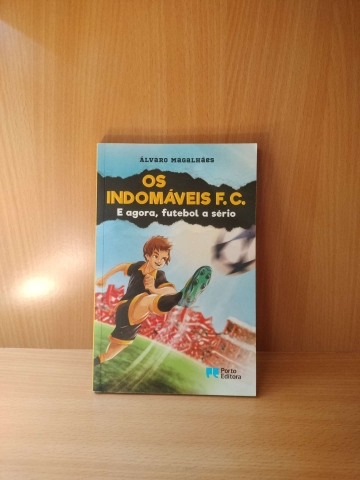 ÁLVARO MAGALHÃES
OS
INDOMÁVEIS F. C.
E agora, futebol a sério
Porto
Editora